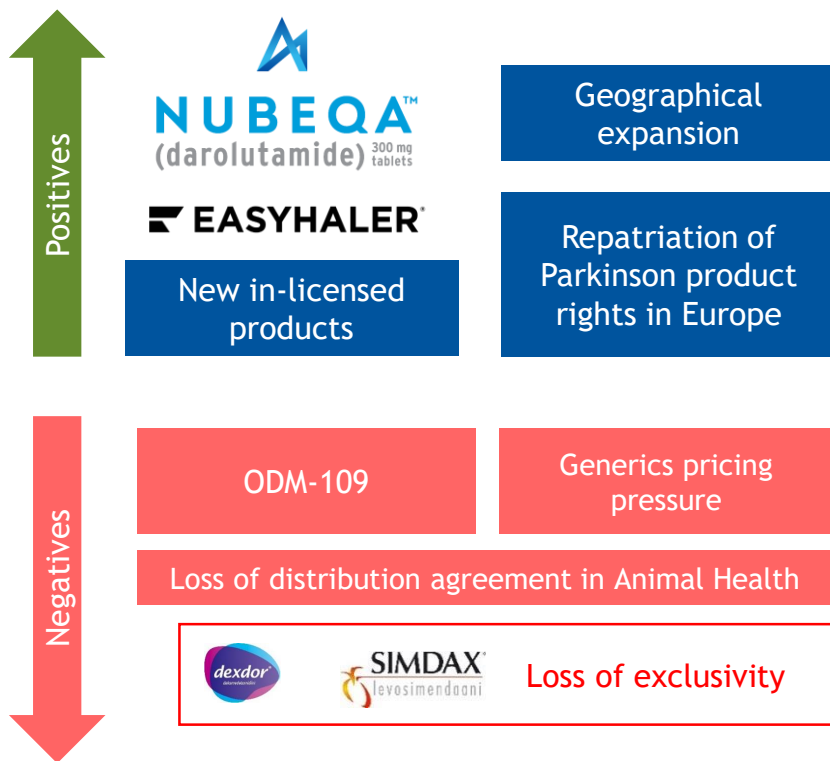 Positives
NUBEQA™
(darolutamide) 300 mg tablets
EASYHALER®
New in-licensed
products
Geographical
expansion
Repatriation of
Parkinson product
rights in Europe
Negatives
ODM-109
Generics pricing
pressure
Loss of distribution agreement in Animal Health
dexdor®
SIMDAX®
levosimendaani
Loss of exclusivity